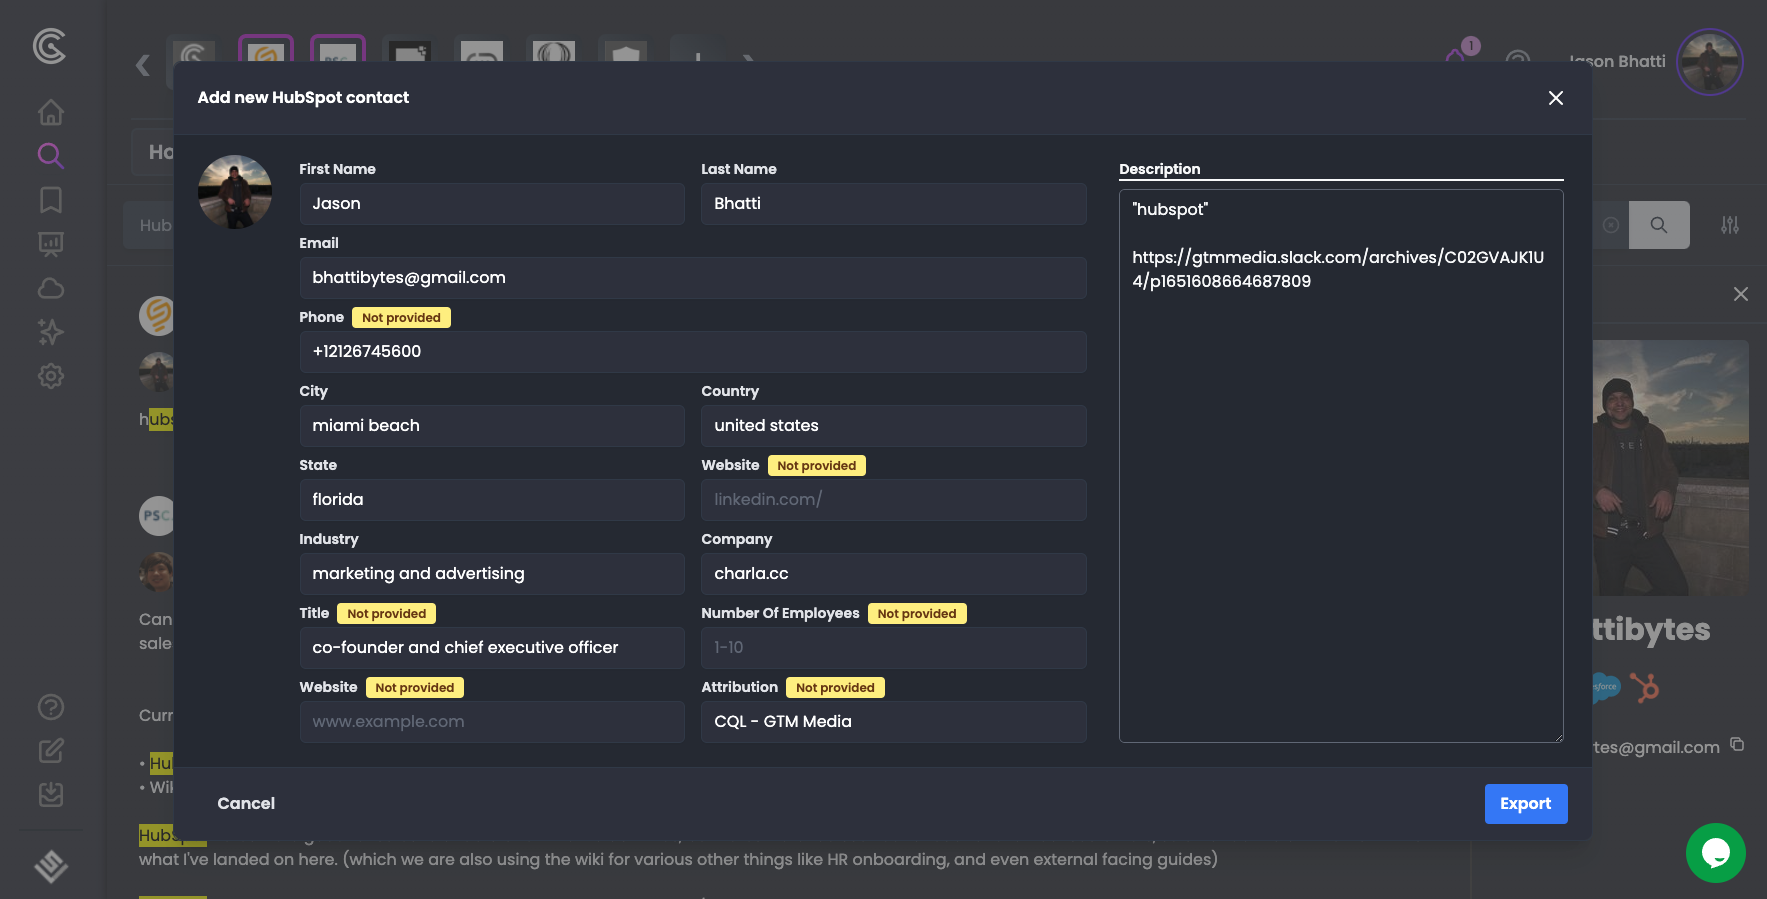 1
Jason Bhatti
Add new HubSpot contact
First Name
Jason
Last Name
Bhatti
Email
bhattibytes@gmail.com
Phone Not provided
+12126745600
City
miami beach
Country
united states
State
florida
Website Not provided
linkedin.com/
Industry
marketing and advertising
Company
charla.cc
Title Not provided
co-founder and chief executive officer
Number Of Employees Not provided
1-10
Website Not provided
www.example.com
Attribution Not provided
CQL - GTM Media
Description
"hubspot"
https://gtmmedia.slack.com/archives/C02GVAJK1U
4/p1651608664687809
Cancel
Export
Ho
Hub
hubs
PSC
Can
sale
Curr
• Hu
• Wik
ttibytes
tes@gmail.com
what I've landed on here. (which we are also using the wiki for various other things like HR onboarding, and even external facing guides)